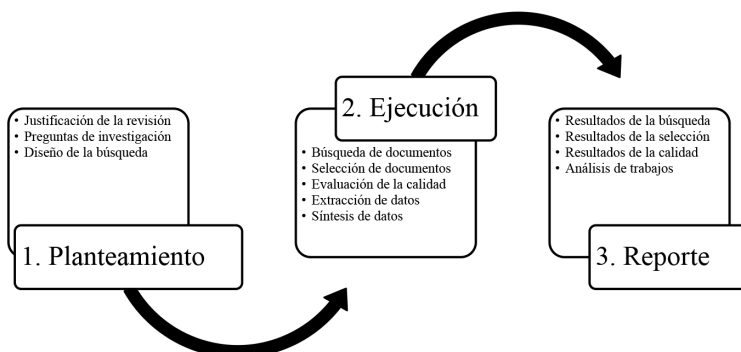 • Justificación de la revisión
• Preguntas de investigación
• Diseño de la búsqueda
1. Planteamiento
2. Ejecución
• Búsqueda de documentos
• Selección de documentos
• Evaluación de la calidad
• Extracción de datos
• Síntesis de datos
• Resultados de la búsqueda
• Resultados de la selección
• Resultados de la calidad
• Análisis de trabajos
3. Reporte